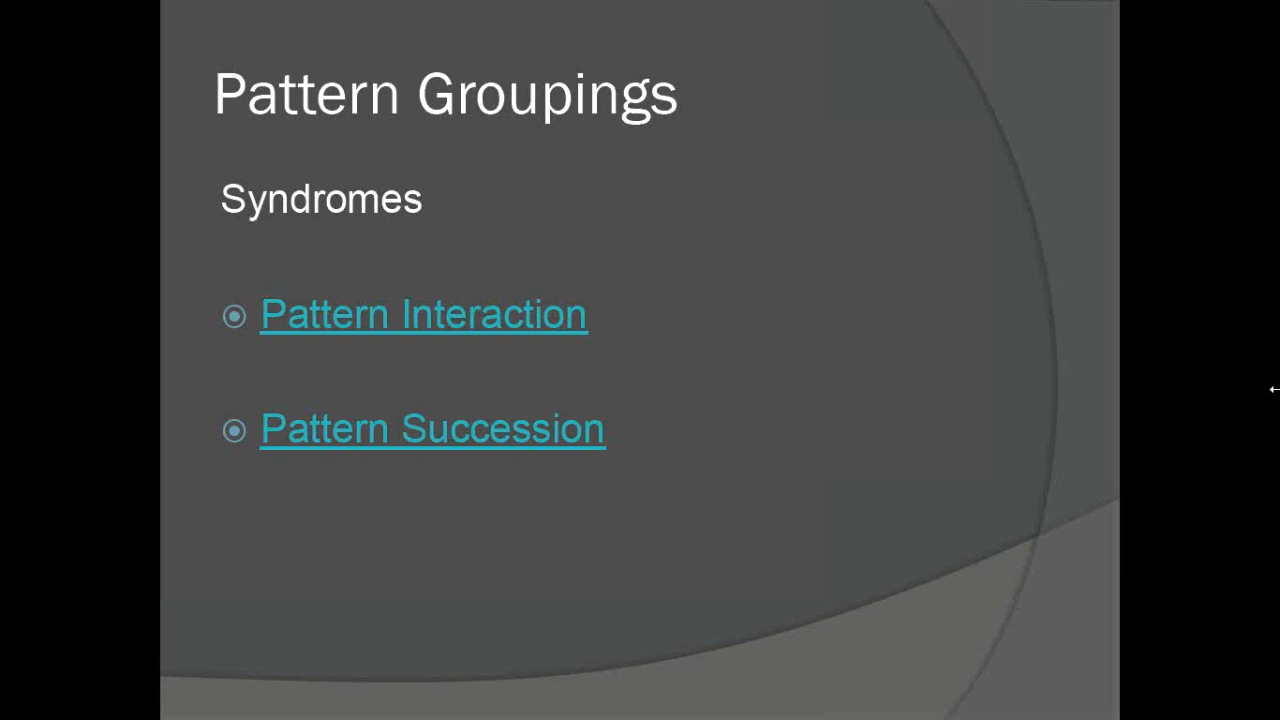 Pattern Groupings
Syndromes
Pattern Interaction
Pattern Succession